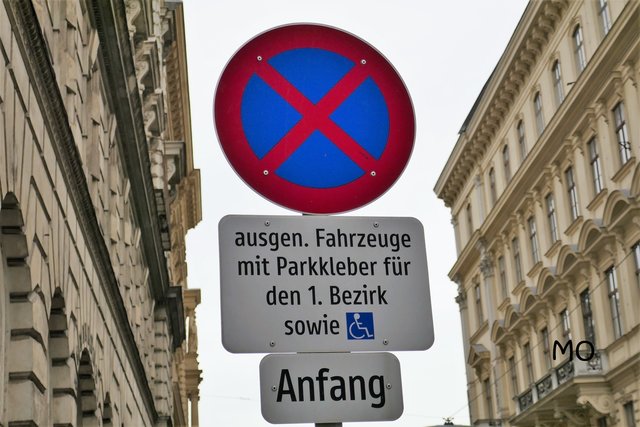 ausgen. Fahrzeuge
mit Parkkleber für
den 1. Bezirk
sowie
Anfang
MO